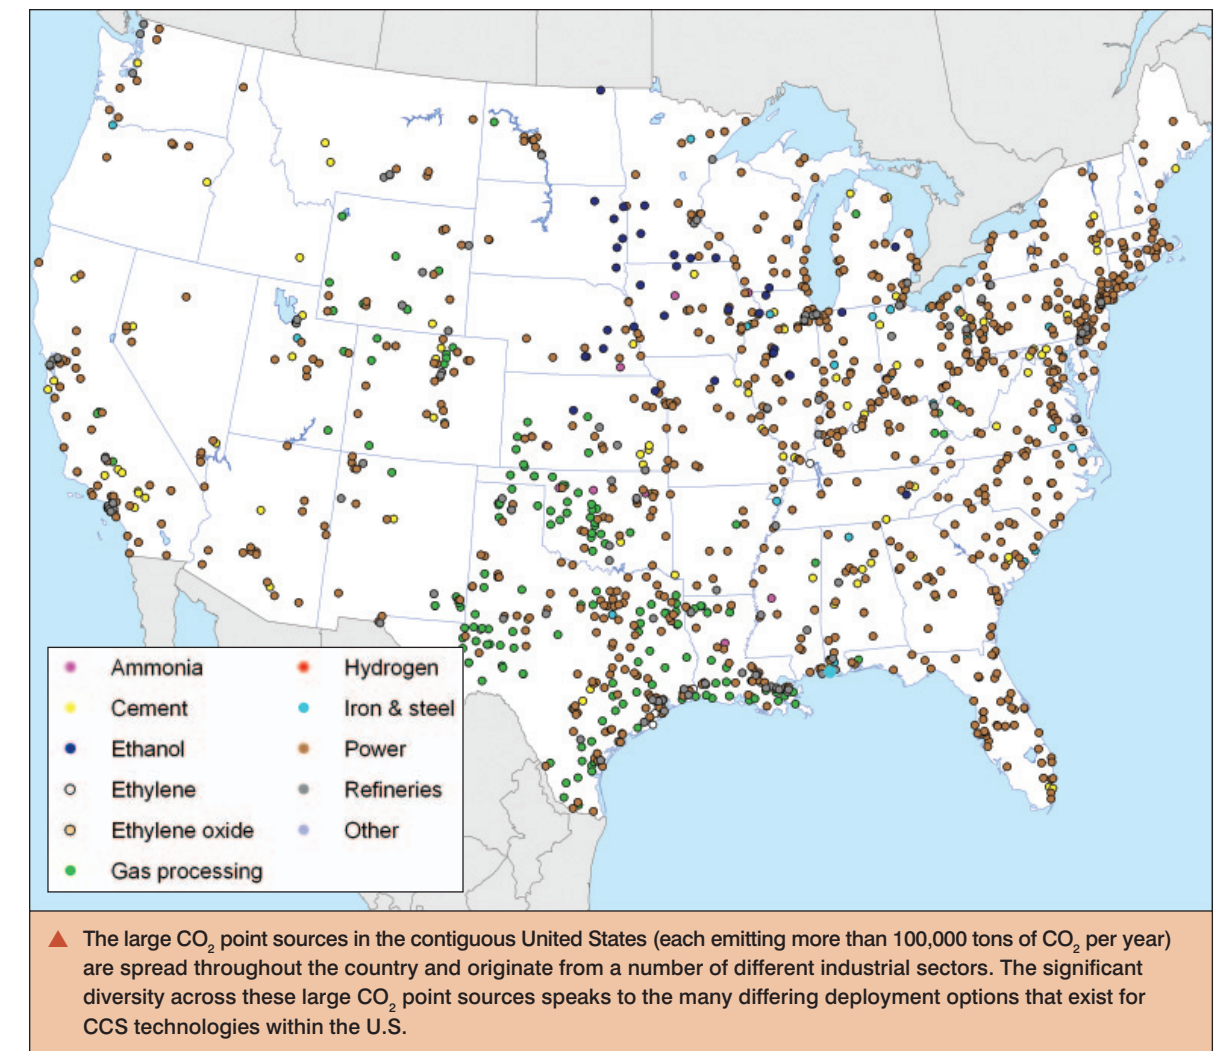 Ammonia
Cement
Ethanol
Ethylene
Ethylene oxide
Gas processing
Hydrogen
Iron & steel
Power
Refineries
Other
▲ The large CO₂ point sources in the contiguous United States (each emitting more than 100,000 tons of CO₂ per year)
are spread throughout the country and originate from a number of different industrial sectors. The significant
diversity across these large CO₂ point sources speaks to the many differing deployment options that exist for
CCS technologies within the U.S.